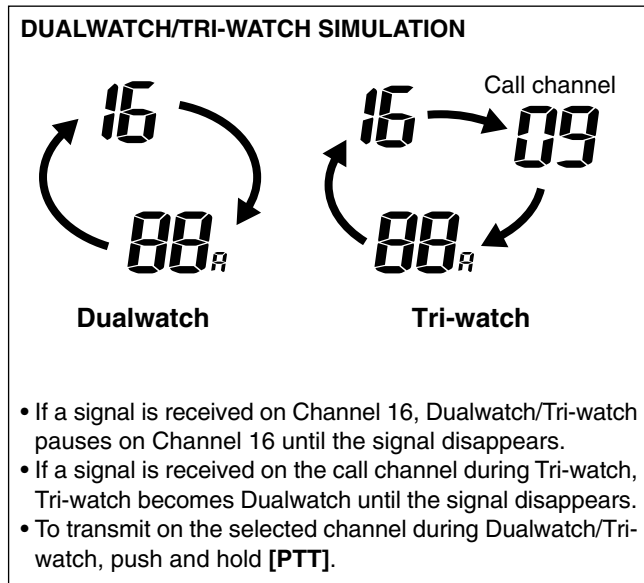 DUALWATCH/TRI-WATCH SIMULATION
Call channel
16
16
09
88A
88A
Dualwatch
Tri-watch
• If a signal is received on Channel 16, Dualwatch/Tri-watch
pauses on Channel 16 until the signal disappears.
• If a signal is received on the call channel during Tri-watch,
Tri-watch becomes Dualwatch until the signal disappears.
• To transmit on the selected channel during Dualwatch/Tri-
watch, push and hold [PTT].